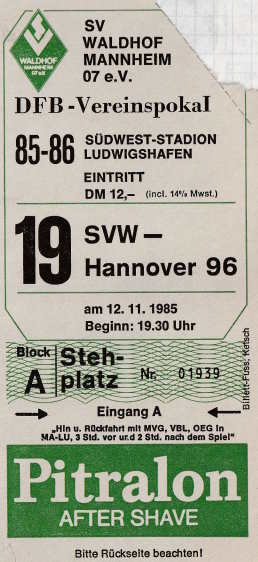 WALDHOF
MANNHEIM
07 e.V.
SV
WALDHOF
MANNHEIM
07 e.V.
DFB-Vereinspokal
85-86 SÜDWEST-STADION
LUDWIGSHAFEN
EINTRITT
DM 12,– (incl. 14% Mwst.)
19 SVW –
Hannover 96
am 12. 11. 1985
Beginn: 19.30 Uhr
Block A
Steh-
platz
Nr. 01939
Billett-Fuss, Ketsch
Eingang A
„Hin u. Rückfahrt mit MVG, VBL, OEG in
MA-LU, 3 Std. vor und 2 Std. nach dem Spiel"
Pitralon
AFTER SHAVE
Bitte Rückseite beachten!